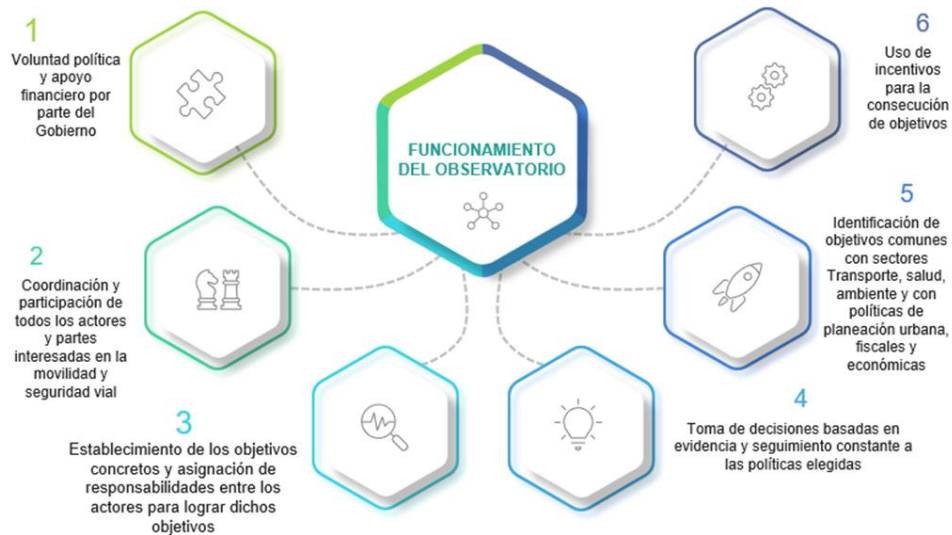 FUNCIONAMIENTO
DEL OBSERVATORIO
1
Voluntad política
y apoyo
financiero por
parte del
Gobierno
2
Coordinación y
participación de
todos los actores
y partes
interesadas en la
movilidad y
seguridad vial
3
Establecimiento de los objetivos
concretos y asignación de
responsabilidades entre los
actores para lograr dichos
objetivos
4
Toma de decisiones basadas en
evidencia y seguimiento constante a
las políticas elegidas
5
Identificación de
objetivos comunes
con sectores
Transporte, salud,
ambiente y con
políticas de
planeación urbana,
fiscales y
económicas
6
Uso de
incentivos
para la
consecución
de objetivos